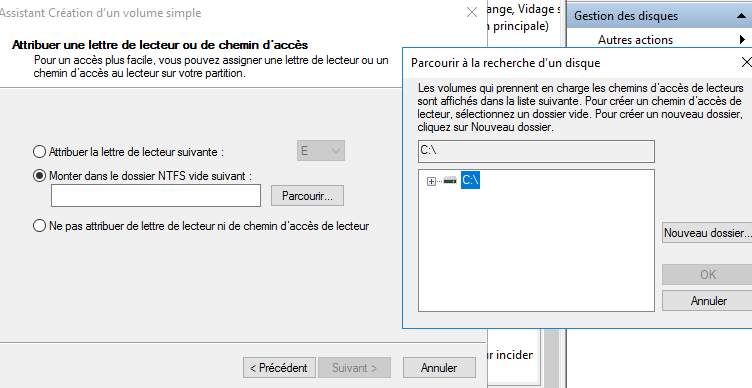 Assistant Création d'un volume simple
Attribuer une lettre de lecteur ou de chemin d'accès
Pour un accès plus facile, vous pouvez assigner une lettre de lecteur ou un
chemin d'accès au lecteur sur votre partition.
Attribuer la lettre de lecteur suivante :
E
Monter dans le dossier NTFS vide suivant :
Parcourir...
Ne pas attribuer de lettre de lecteur ni de chemin d'accès de lecteur
< Précédent
Suivant >
Annuler
ange, Vidage s
n principale)
Gestion des disques
Autres actions
Parcourir à la recherche d'un disque
Les volumes qui prennent en charge les chemins d'accès de lecteurs
sont affichés dans la liste suivante. Pour créer un chemin d'accès de
lecteur, sélectionnez un dossier vide. Pour créer un nouveau dossier,
cliquez sur Nouveau dossier.
C:\
C:\
Nouveau dossier...
OK
Annuler
ur inciden